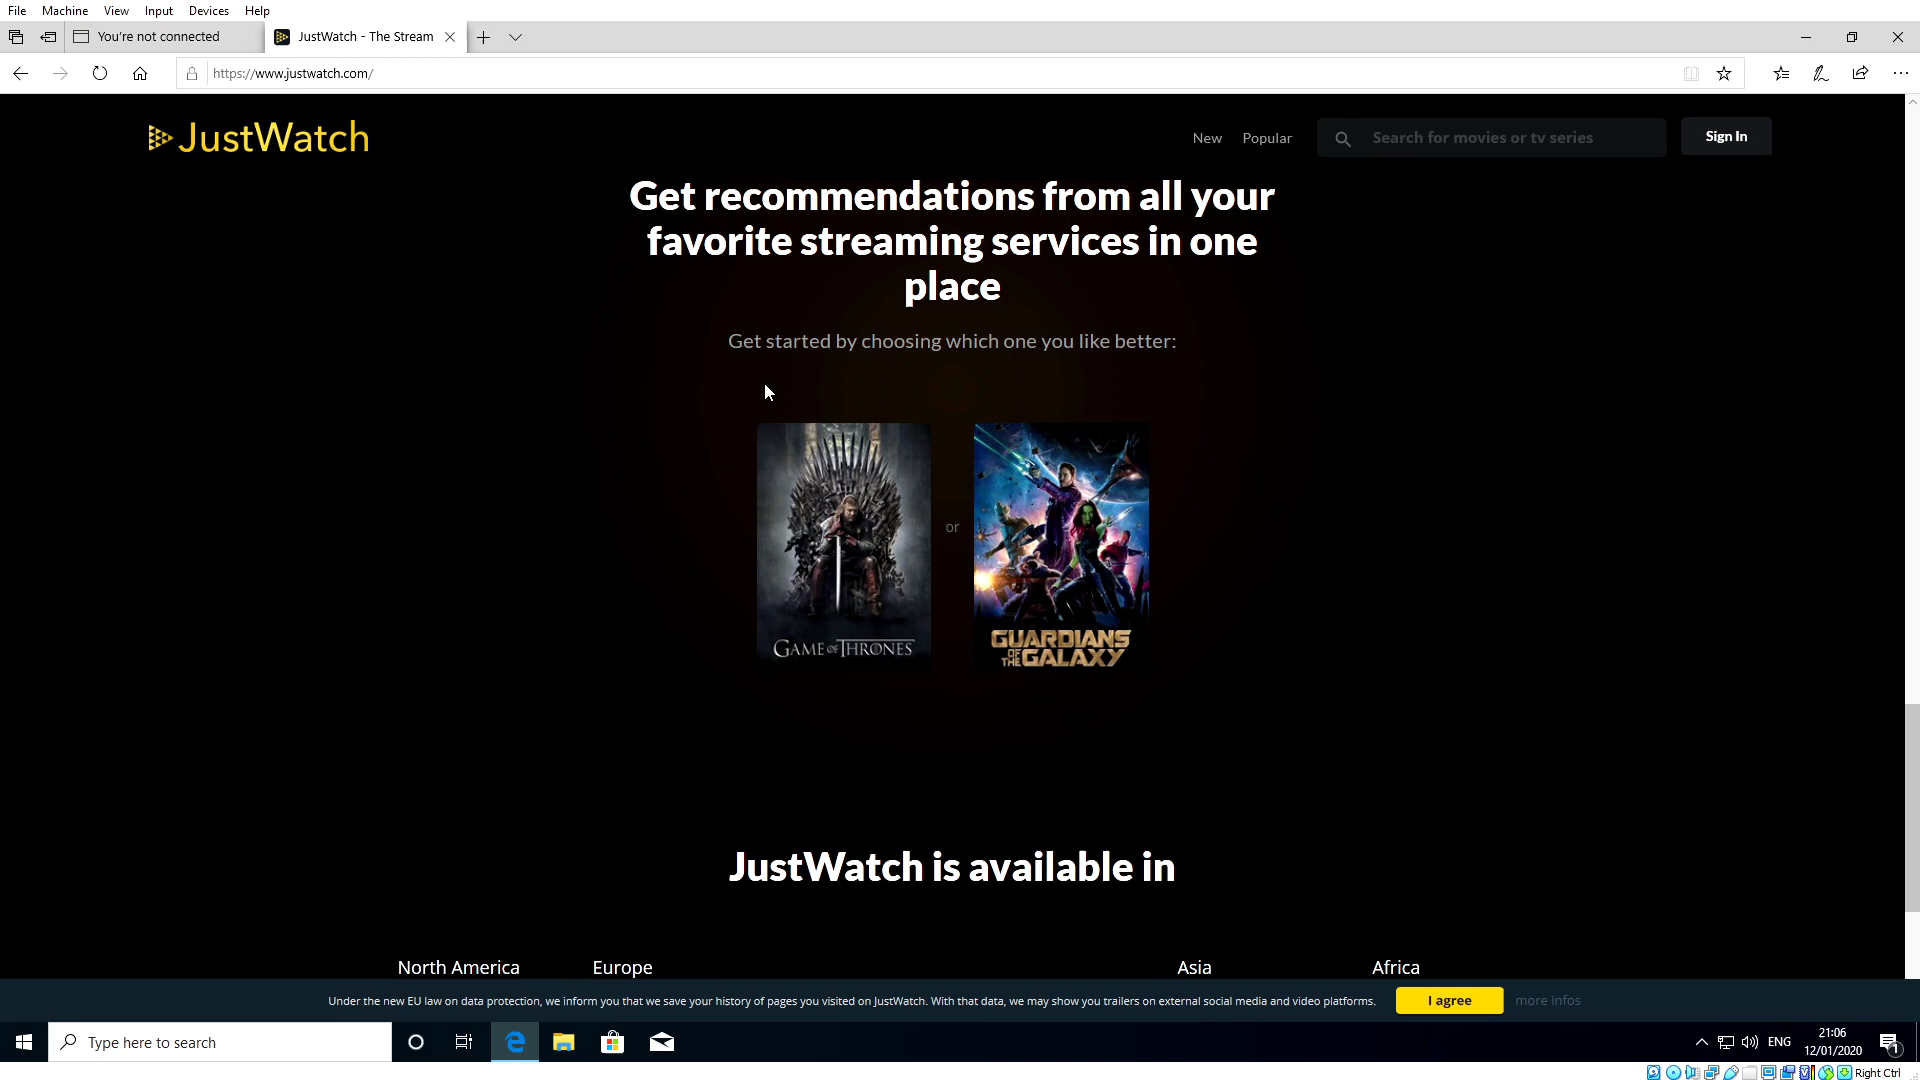 File Machine View Input Devices Help
You're not connected
JustWatch - The Stream
https://www.justwatch.com/
JustWatch
New Popular Search for movies or tv series Sign In
Get recommendations from all your
favorite streaming services in one
place
Get started by choosing which one you like better:
or
GAME OF THRONES
GUARDIANS
OF THE GALAXY
JustWatch is available in
North America Europe Asia Africa
Under the new EU law on data protection, we inform you that we save your history of pages you visited on JustWatch. With that data, we may show you trailers on external social media and video platforms. I agree more infos
Type here to search
ENG
21:06
12/01/2020
1
Right Ctrl